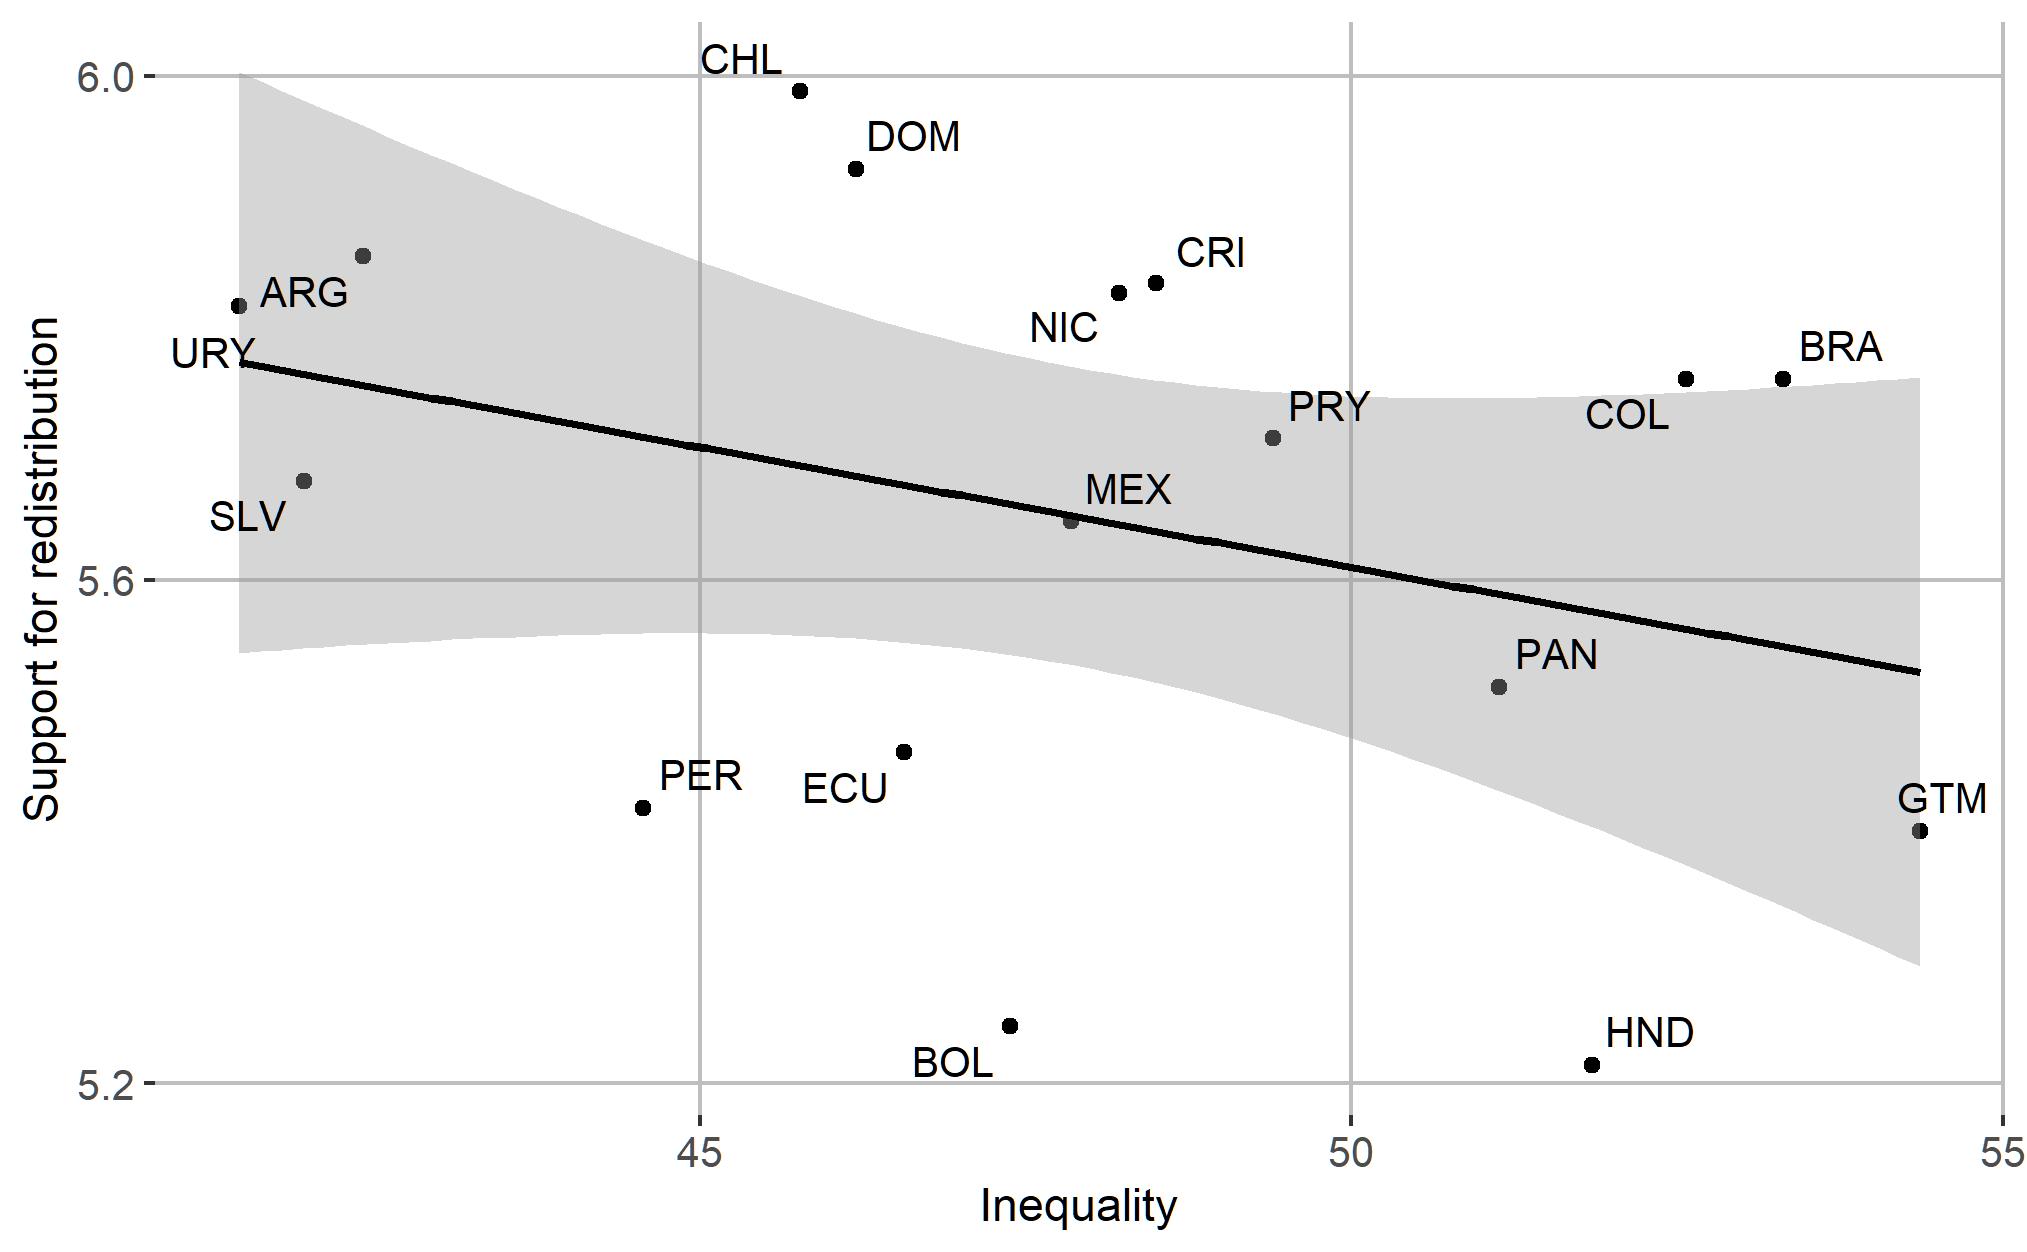 CHL
6.0
DOM
CRI
ARG
NIC
BRA
URY
PRY
COL
MEX
SLV
5.6
PAN
PER
ECU
GTM
HND
BOL
5.2
45
50
55
Inequality
Support for redistribution